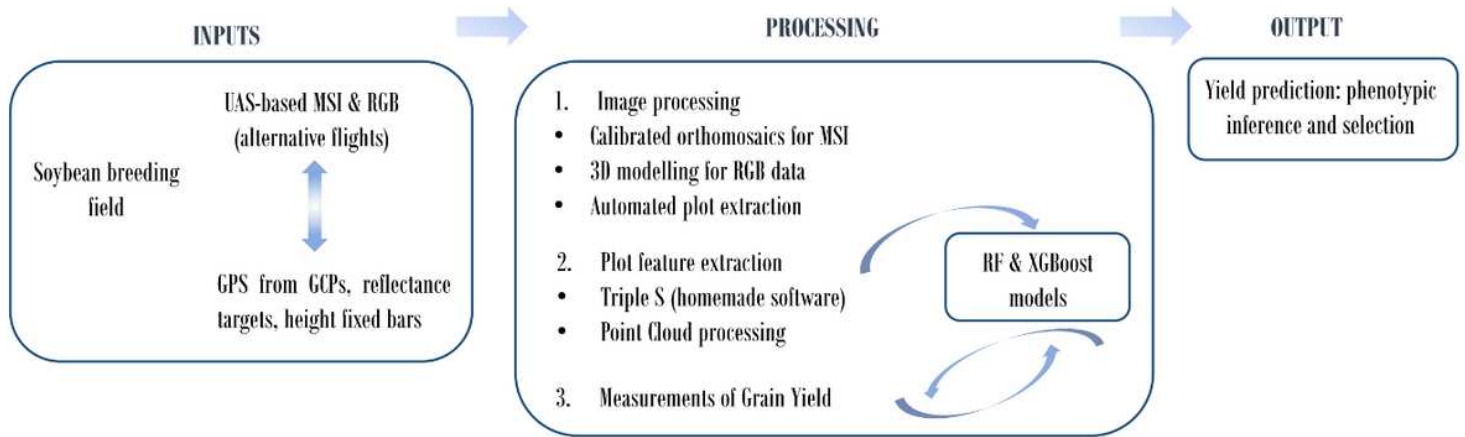 INPUTS
Soybean breeding
field
UAS-based MSI & RGB
(alternative flights)
GPS from GCPs, reflectance
targets, height fixed bars
PROCESSING
1. Image processing
• Calibrated orthomosaics for MSI
• 3D modelling for RGB data
• Automated plot extraction
2. Plot feature extraction
• Triple S (homemade software)
• Point Cloud processing
3. Measurements of Grain Yield
RF & XGBoost
models
OUTPUT
Yield prediction: phenotypic
inference and selection